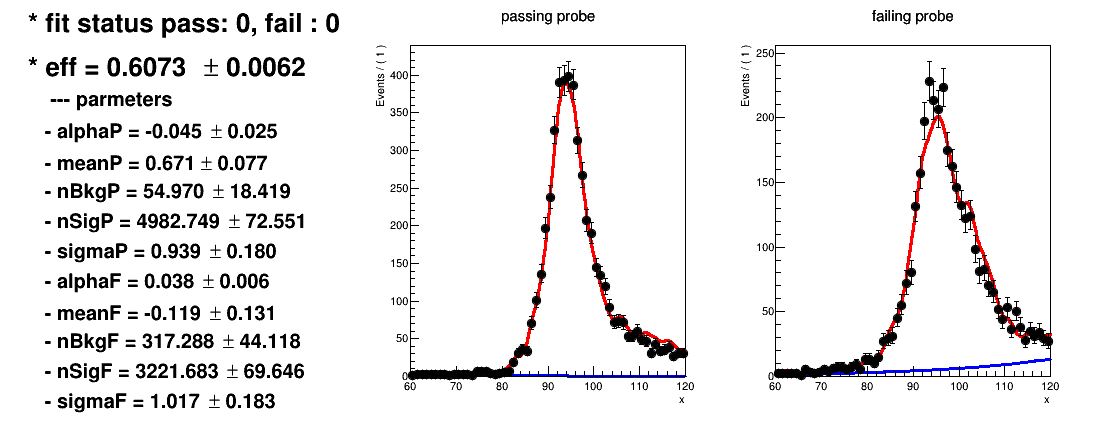 * fit status pass: 0, fail : 0
* eff = 0.6073 ± 0.0062
--- parmeters
- alphaP = -0.045 ± 0.025
- meanP = 0.671 ± 0.077
- nBkgP = 54.970 ± 18.419
- nSigP = 4982.749 ± 72.551
- sigmaP = 0.939 ± 0.180
- alphaF = 0.038 ± 0.006
- meanF = -0.119 ± 0.131
- nBkgF = 317.288 ± 44.118
- nSigF = 3221.683 ± 69.646
- sigmaF = 1.017 ± 0.183
passing probe
Events / ( 1 )
400
350
300
250
200
150
100
50
0
60 70 80 90 100 110 120
x
failing probe
Events / ( 1 )
250
200
150
100
50
0
60 70 80 90 100 110 120
x